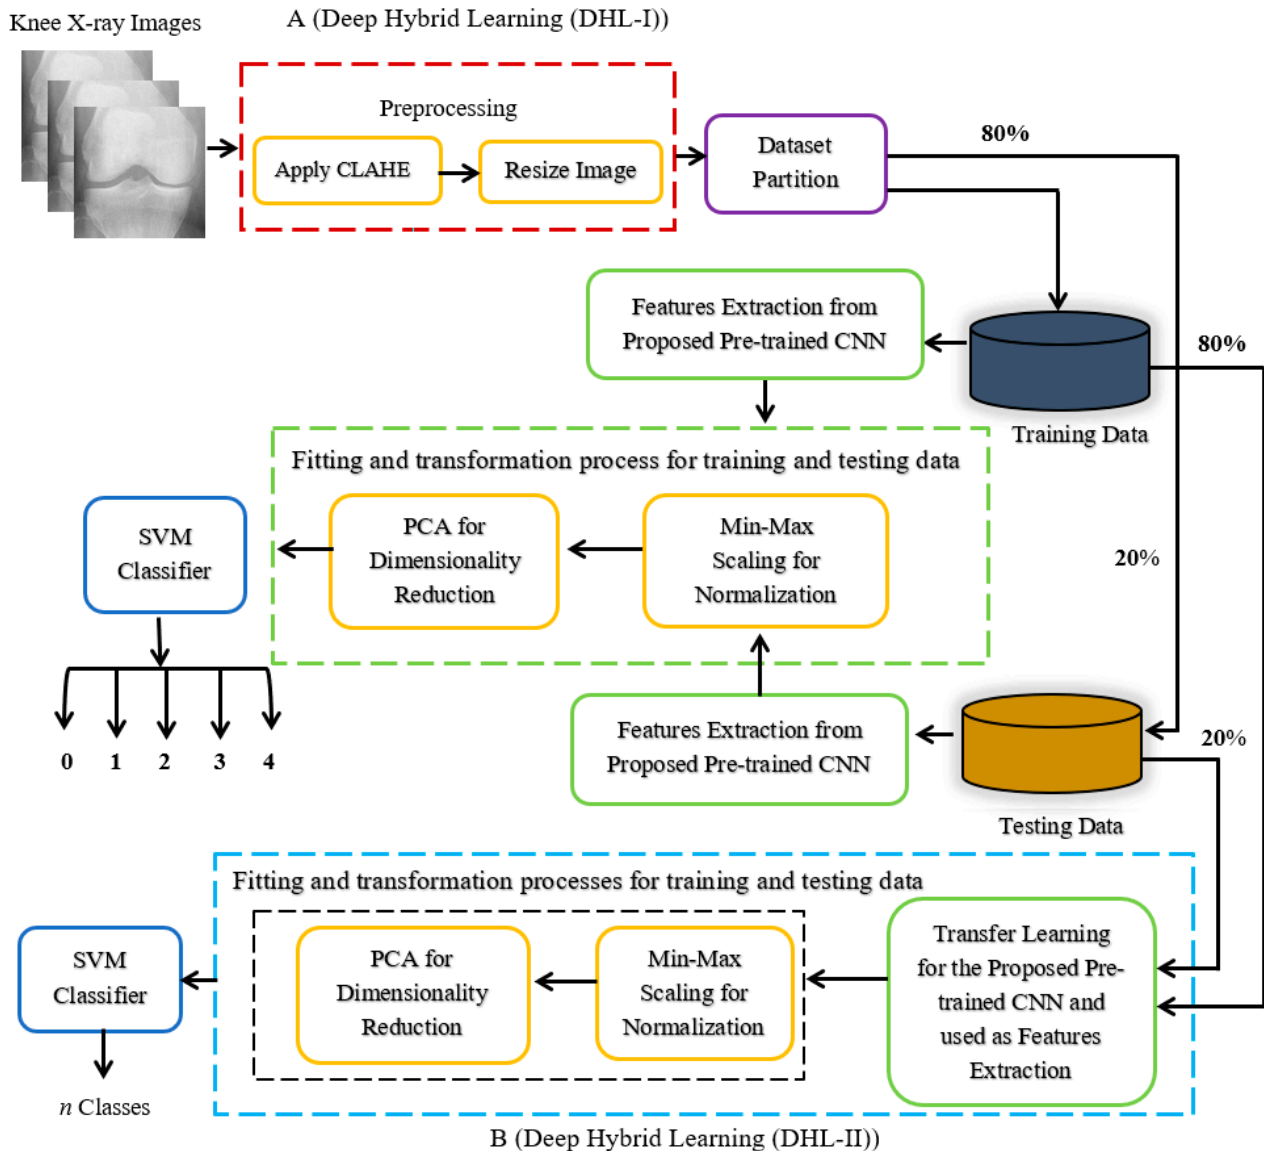 Knee X-ray Images
A (Deep Hybrid Learning (DHL-I))
Preprocessing
Apply CLAHE
Resize Image
Dataset
Partition
80%
Features Extraction from
Proposed Pre-trained CNN
80%
Training Data
Fitting and transformation process for training and testing data
SVM
Classifier
PCA for
Dimensionality
Reduction
Min-Max
Scaling for
Normalization
20%
0
1
2
3
4
Features Extraction from
Proposed Pre-trained CNN
20%
Testing Data
Fitting and transformation processes for training and testing data
SVM
Classifier
PCA for
Dimensionality
Reduction
Min-Max
Scaling for
Normalization
Transfer Learning
for the Proposed Pre-
trained CNN and
used as Features
Extraction
n Classes
B (Deep Hybrid Learning (DHL-II))